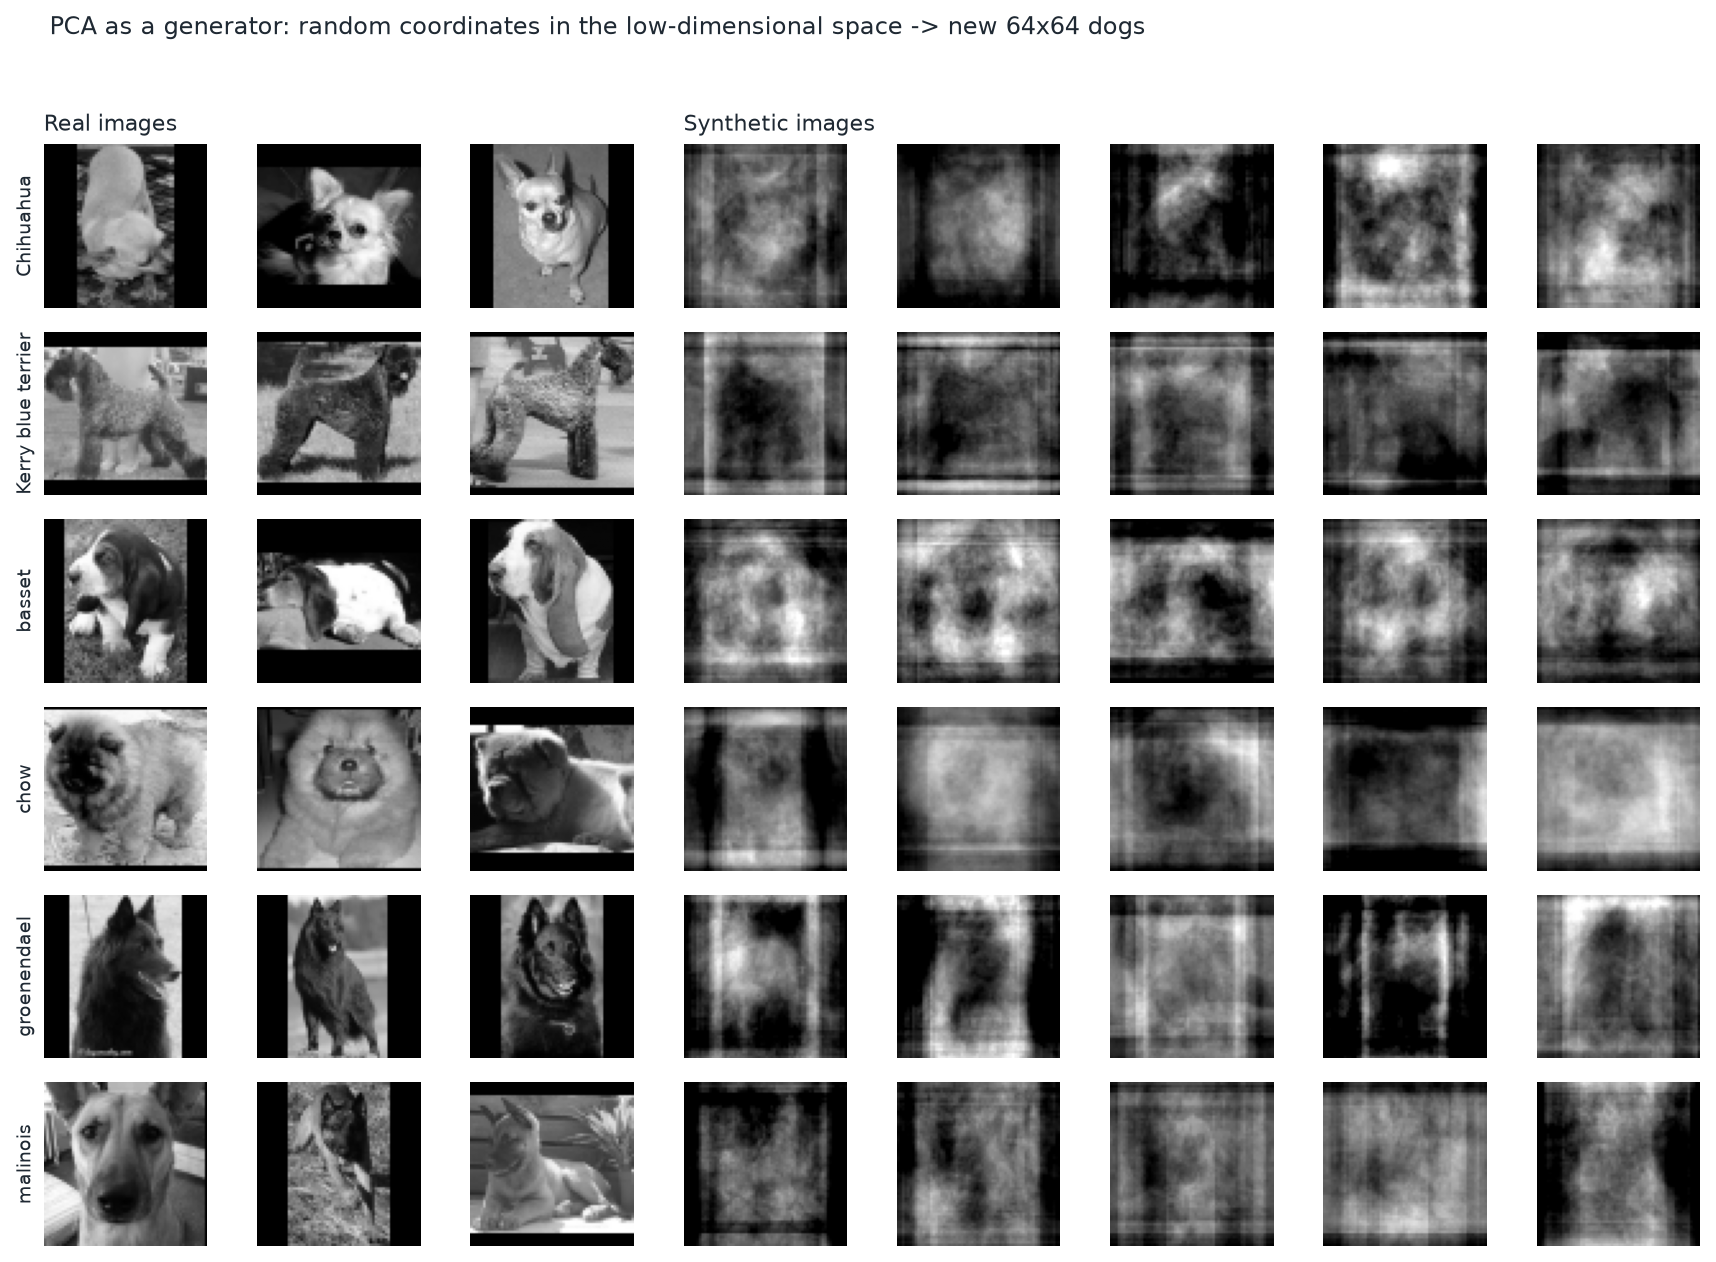 PCA as a generator: random coordinates in the low-dimensional space -> new 64x64 dogs
Real images
Synthetic images
Chihuahua
Kerry blue terrier
basset
chow
groenendael
malinois